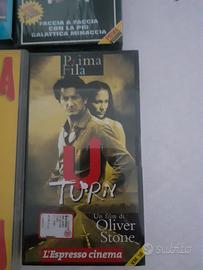 FACCIA A FACCIA
CON LA PIÙ
GALATTICA MINACCIA
Prima
Fila
U
TURN
Un film di
Oliver
Stone
L'Espresso cinema
subito